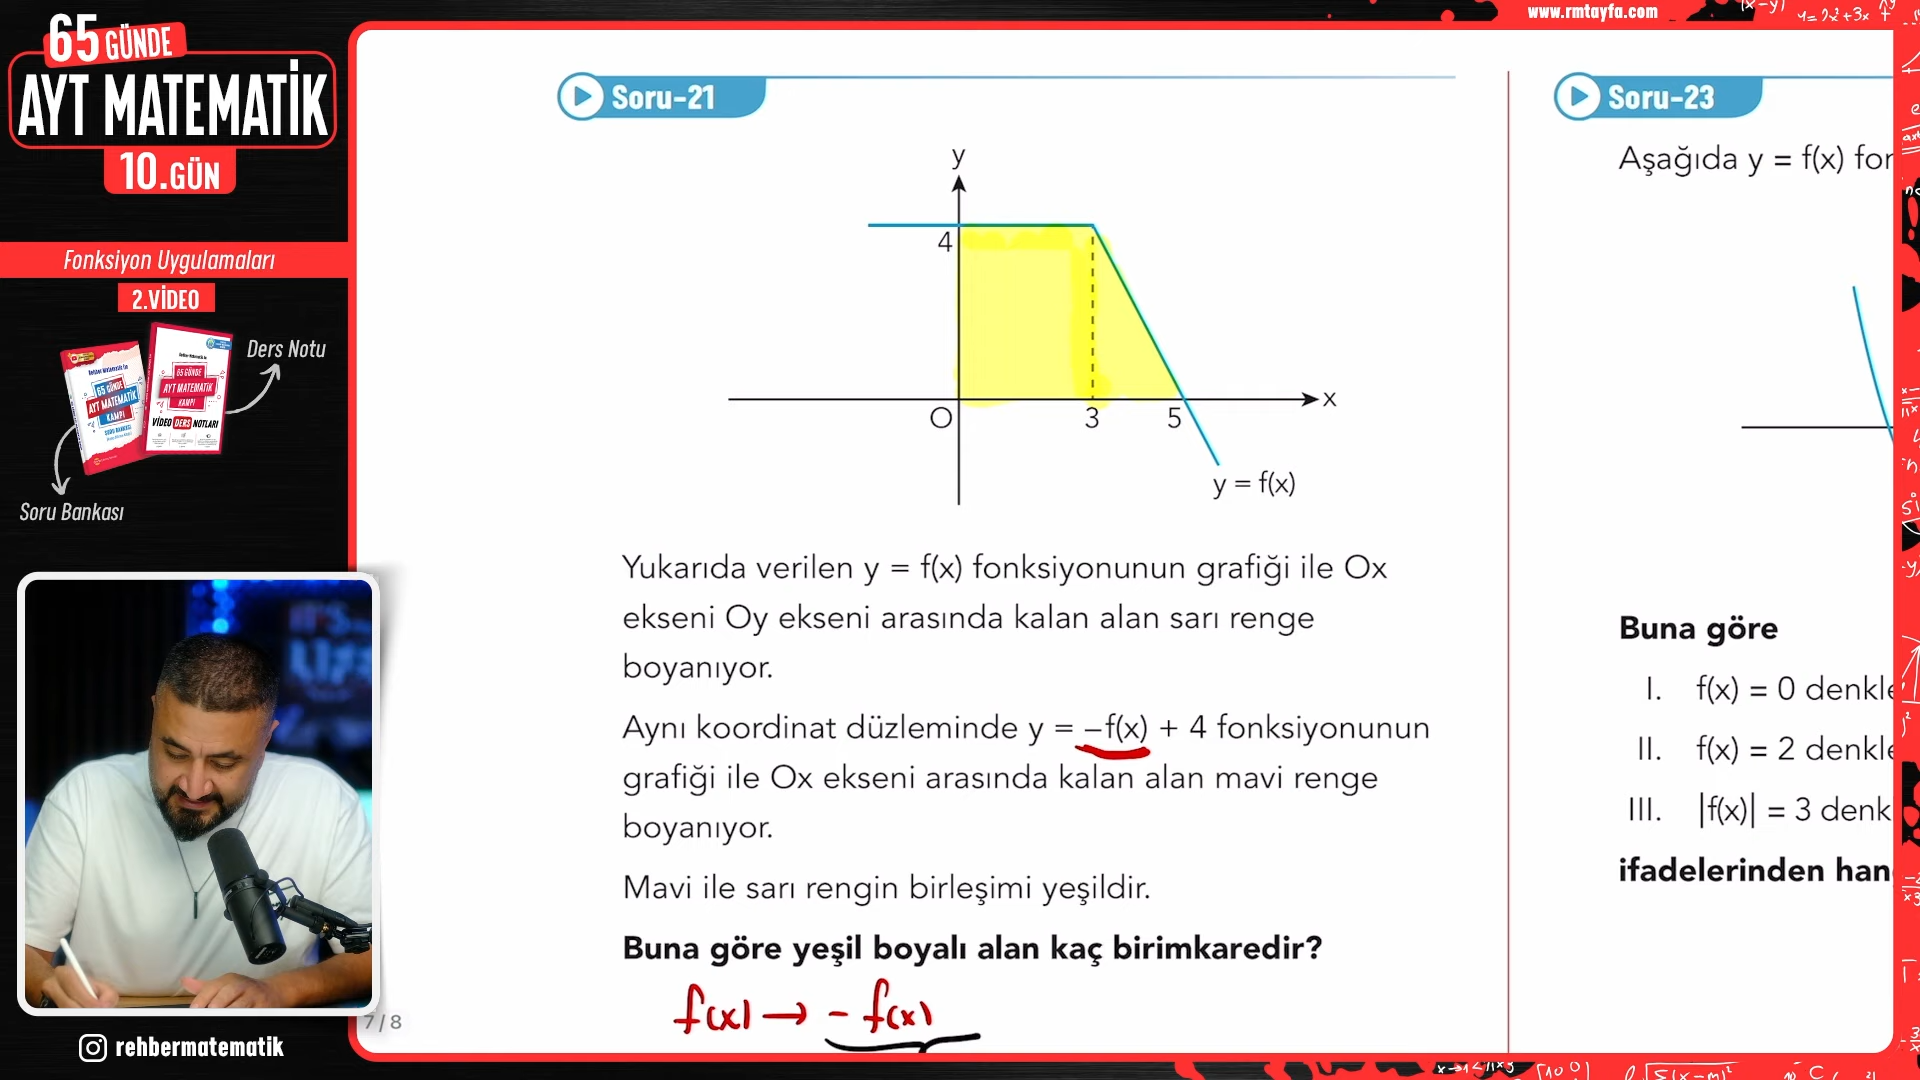 65 GÜNDE
AYT MATEMATİK
10.GÜN
Fonksiyon Uygulamaları
2.VİDEO
Ders Notu
Soru Bankası
rehbermatematik
www.rmtayfa.com
Soru-21
y
4
O
3
5
x
y = f(x)
Yukarıda verilen y = f(x) fonksiyonunun grafiği ile Ox
ekseni Oy ekseni arasında kalan alan sarı renge
boyanıyor.
Aynı koordinat düzleminde y = –f(x) + 4 fonksiyonunun
grafiği ile Ox ekseni arasında kalan alan mavi renge
boyanıyor.
Mavi ile sarı rengin birleşimi yeşildir.
Buna göre yeşil boyalı alan kaç birimkaredir?
f(x) → - f(x)
7 / 8
Soru-23
Aşağıda y = f(x) for
Buna göre
I. f(x) = 0 denkle
II. f(x) = 2 denkle
III. |f(x)| = 3 denk
ifadelerinden han